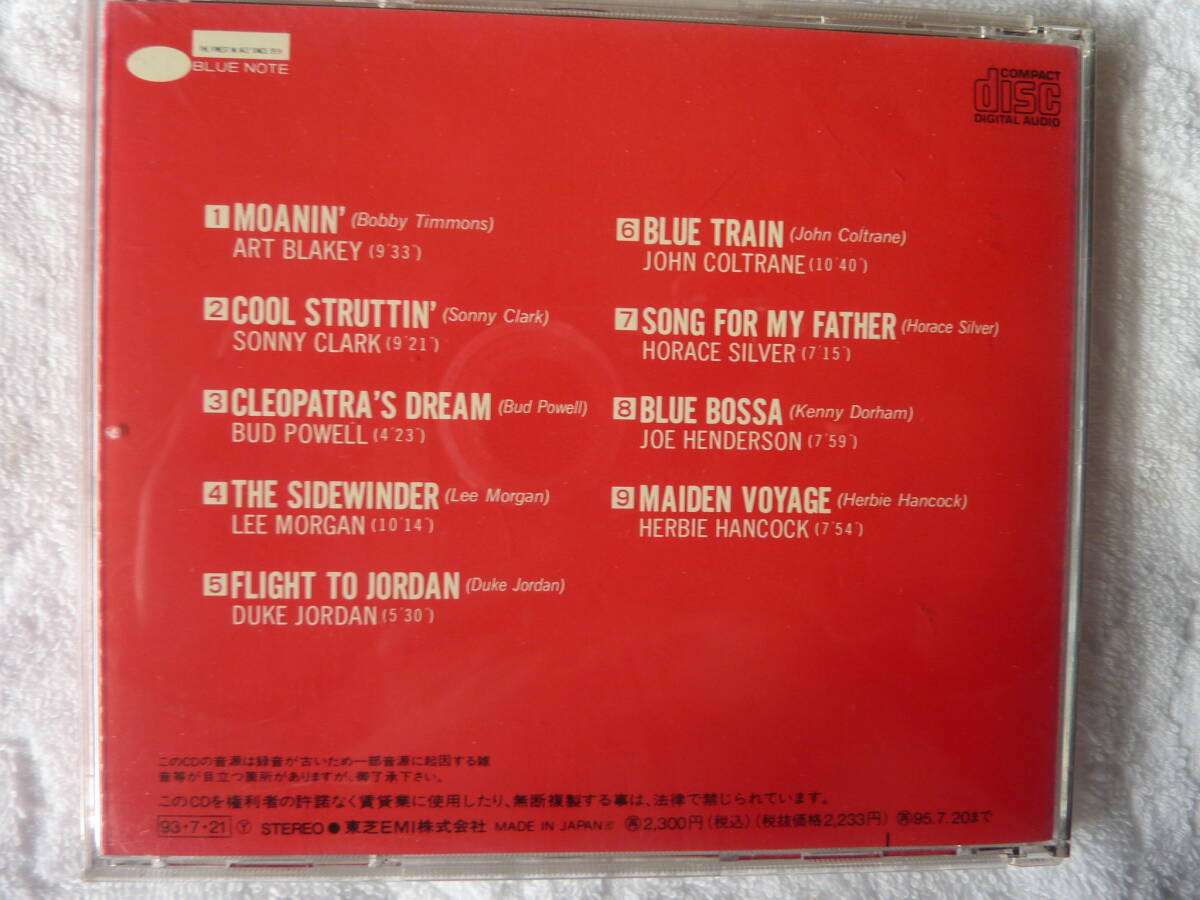 THE FINEST IN JAZZ SINCE 1939
BLUE NOTE
COMPACT
disc
DIGITAL AUDIO
1 MOANIN' (Bobby Timmons)
ART BLAKEY (9'33")
2 COOL STRUTTIN' (Sonny Clark)
SONNY CLARK (9'21")
3 CLEOPATRA'S DREAM (Bud Powell)
BUD POWELL (4'23")
4 THE SIDEWINDER (Lee Morgan)
LEE MORGAN (10'14")
5 FLIGHT TO JORDAN (Duke Jordan)
DUKE JORDAN (5'30")
6 BLUE TRAIN (John Coltrane)
JOHN COLTRANE (10'40")
7 SONG FOR MY FATHER (Horace Silver)
HORACE SILVER (7'15")
8 BLUE BOSSA (Kenny Dorham)
JOE HENDERSON (7'59")
9 MAIDEN VOYAGE (Herbie Hancock)
HERBIE HANCOCK (7'54")
このCDの音源は録音が古いため一部音源に起因する雑
音等が目立つ箇所がありますが、御了承下さい。
このCDを権利者の許諾なく賃貸業に使用したり、無断複製する事は、法律で禁じられています。
93・7・21 Ⓨ STEREO ● 東芝EMI株式会社 MADE IN JAPAN 再2,300円(税込)(税抜価格2,233円) 再95.7.20まで